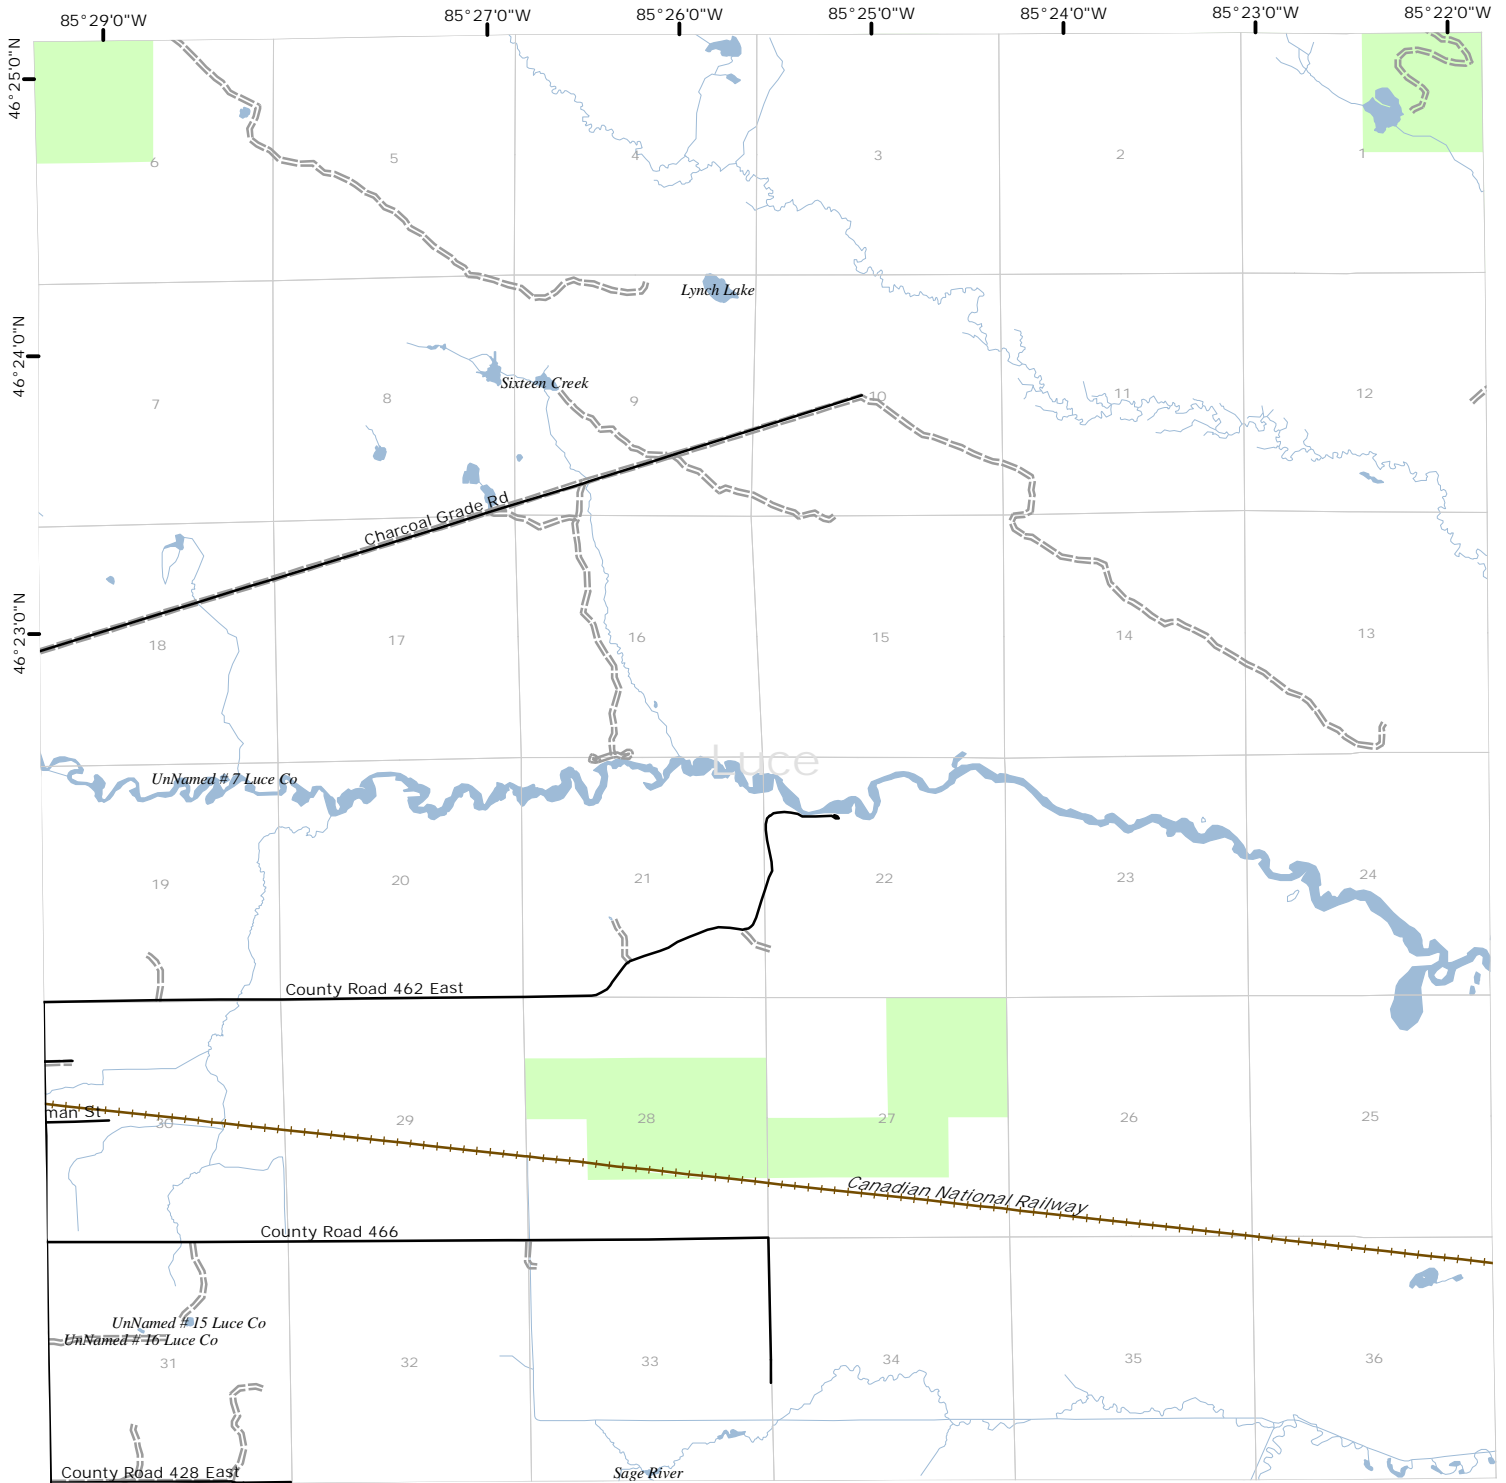 85°29'0"W
85°27'0"W
85°26'0"W
85°25'0"W
85°24'0"W
85°23'0"W
85°22'0"W
46°25'0"N
6
5
4
3
2
1
Lynch Lake
46°24'0"N
Sixteen Creek
7
8
9
10
11
12
Charcoal Grade Rd
46°23'0"N
18
17
16
15
14
13
Luce
UnNamed # 7 Luce Co
19
20
21
22
23
24
County Road 462 East
man St
30
29
28
27
26
25
Canadian National Railway
County Road 466
UnNamed # 15 Luce Co
UnNamed # 16 Luce Co
31
32
33
34
35
36
County Road 428 East
Sage River